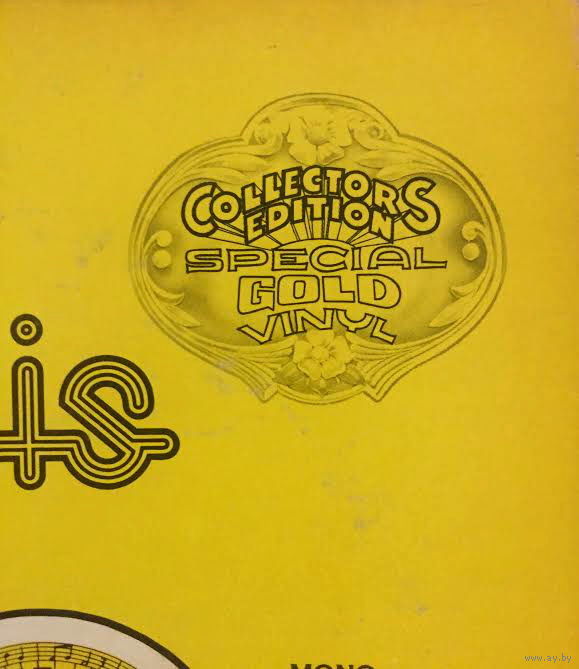 COLLECTORS
EDITION
SPECIAL
GOLD
VINYL
is
MONO
www.ay.by